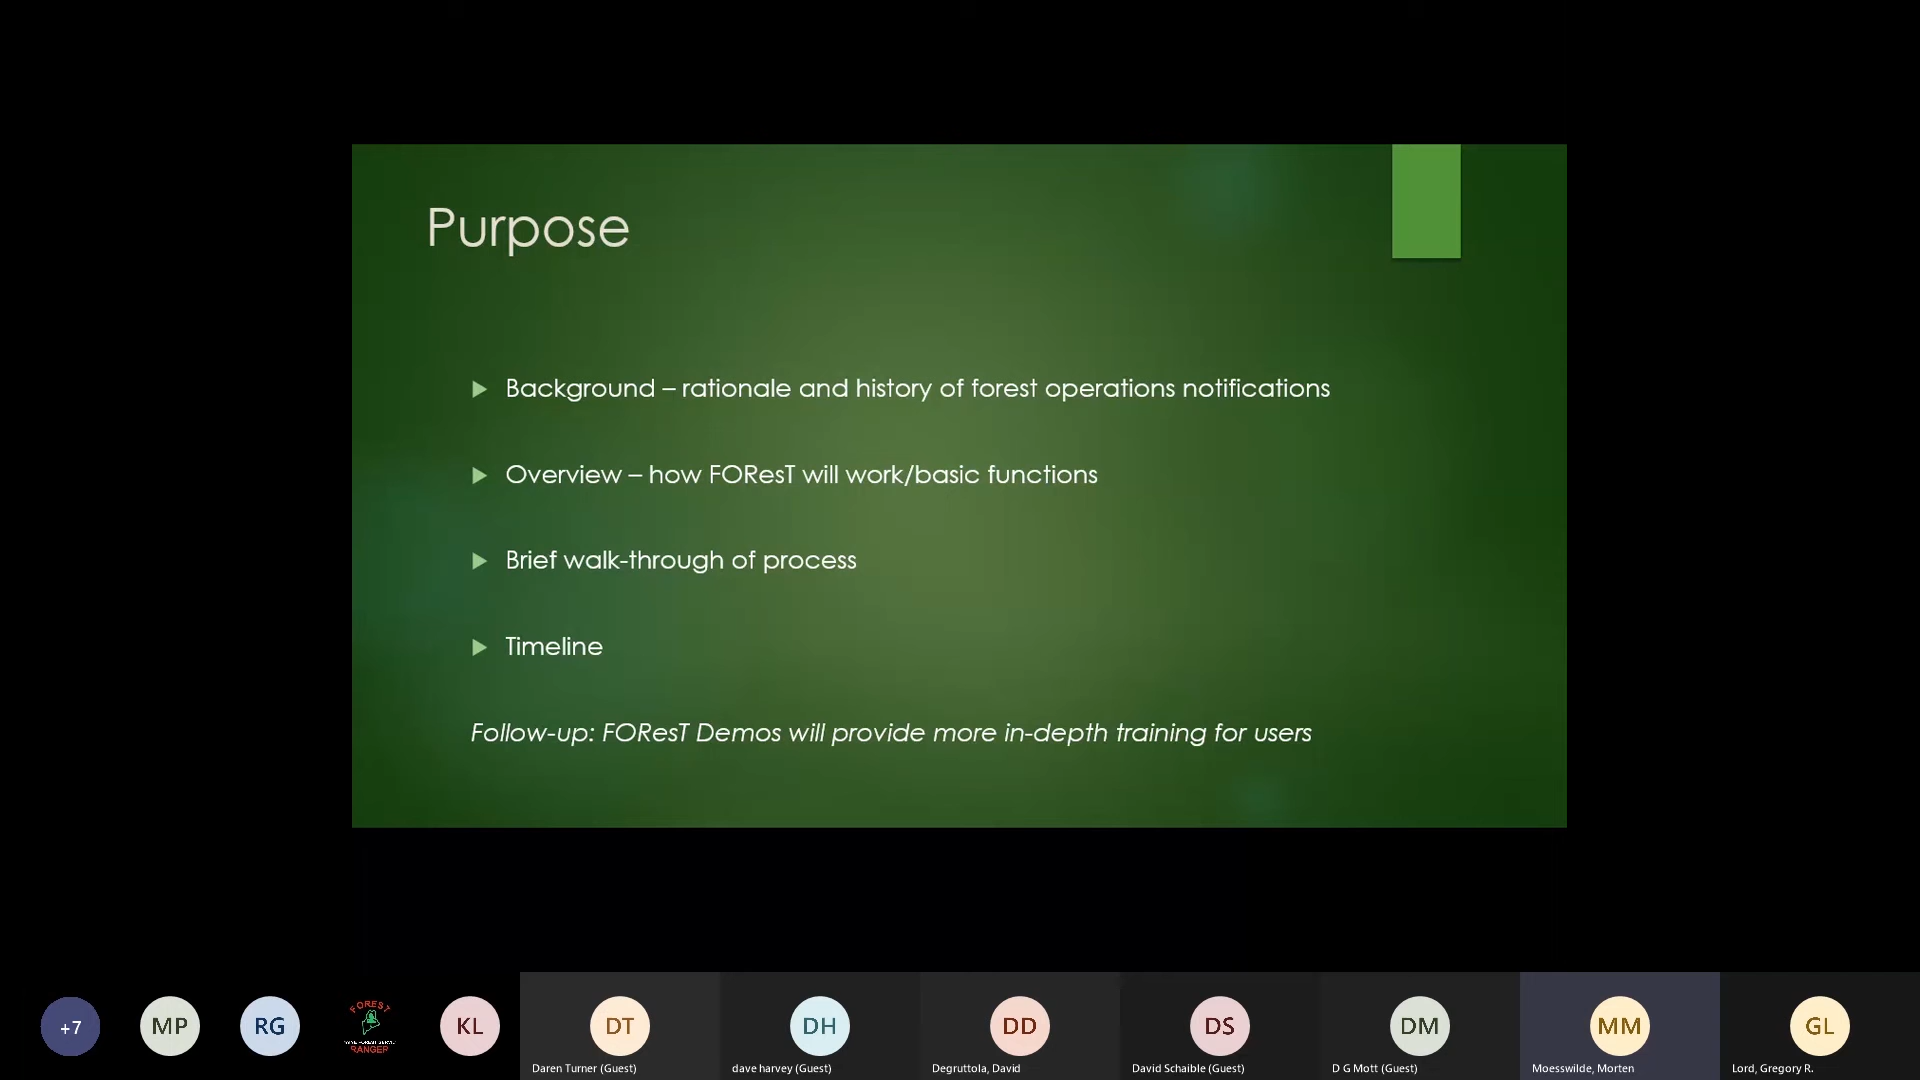 Purpose
Background – rationale and history of forest operations notifications
Overview – how FOResT will work/basic functions
Brief walk-through of process
Timeline
Follow-up: FOResT Demos will provide more in-depth training for users
+7
MP
RG
FOREST
RANGER
KL
DT
DH
DD
DS
DM
MM
GL
Daren Turner (Guest)
dave harvey (Guest)
Degruttola, David
David Schaible (Guest)
D G Mott (Guest)
Moesswilde, Morten
Lord, Gregory R.